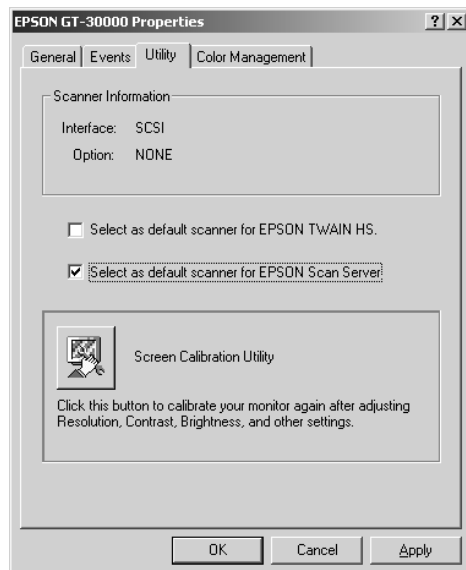 EPSON GT-30000 Properties
? X
General Events Utility Color Management
Scanner Information
Interface: SCSI
Option: NONE
Select as default scanner for EPSON TWAIN HS.
Select as default scanner for EPSON Scan Server
Screen Calibration Utility
Click this button to calibrate your monitor again after adjusting
Resolution, Contrast, Brightness, and other settings.
OK Cancel Apply